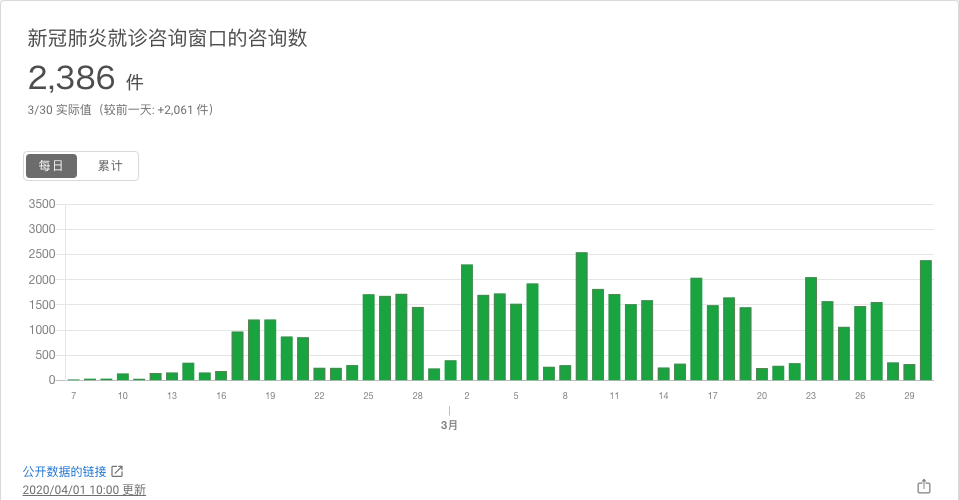 新冠肺炎就诊咨询窗口的咨询数
2,386 件
3/30 实际值（较前一天: +2,061 件）
每日 累计
3500
3000
2500
2000
1500
1000
500
0
7 10 13 16 19 22 25 28 2 5 8 11 14 17 20 23 26 29
3月
公开数据的链接
2020/04/01 10:00 更新